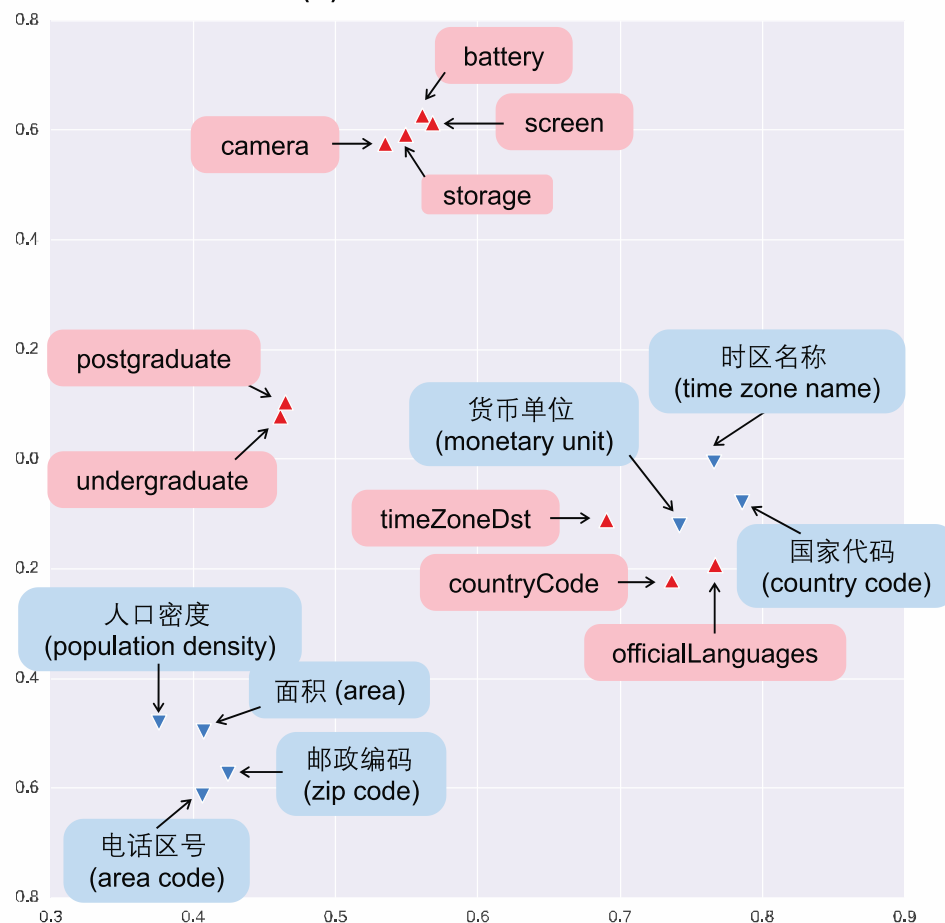 0.8
battery
0.6
screen
camera
storage
0.4
0.2
postgraduate
时区名称
(time zone name)
货币单位
(monetary unit)
0.0
undergraduate
timeZoneDst
国家代码
(country code)
0.2
countryCode
officialLanguages
人口密度
(population density)
0.4
面积 (area)
邮政编码
(zip code)
0.6
电话区号
(area code)
0.8
0.3
0.4
0.5
0.6
0.7
0.8
0.9